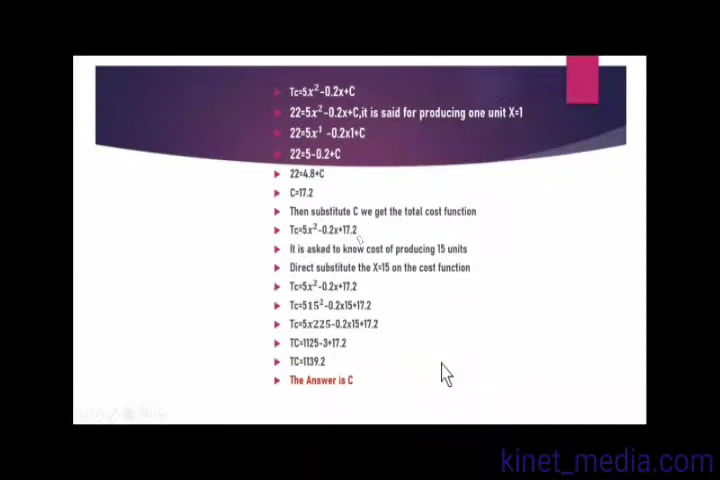 Tc=5x²-0.2x+C
22=5x²-0.2x+C,it is said for producing one unit X=1
22=5x¹ -0.2x1+C
22=5-0.2+C
22=4.8+C
C=17.2
Then substitute C we get the total cost function
Tc=5x²-0.2x+17.2
It is asked to know cost of producing 15 units
Direct substitute the X=15 on the cost function
Tc=5x²-0.2x+17.2
Tc=515²-0.2x15+17.2
Tc=5x225-0.2x15+17.2
TC=1125-3+17.2
TC=1139.2
The Answer is C
kinet_media.com